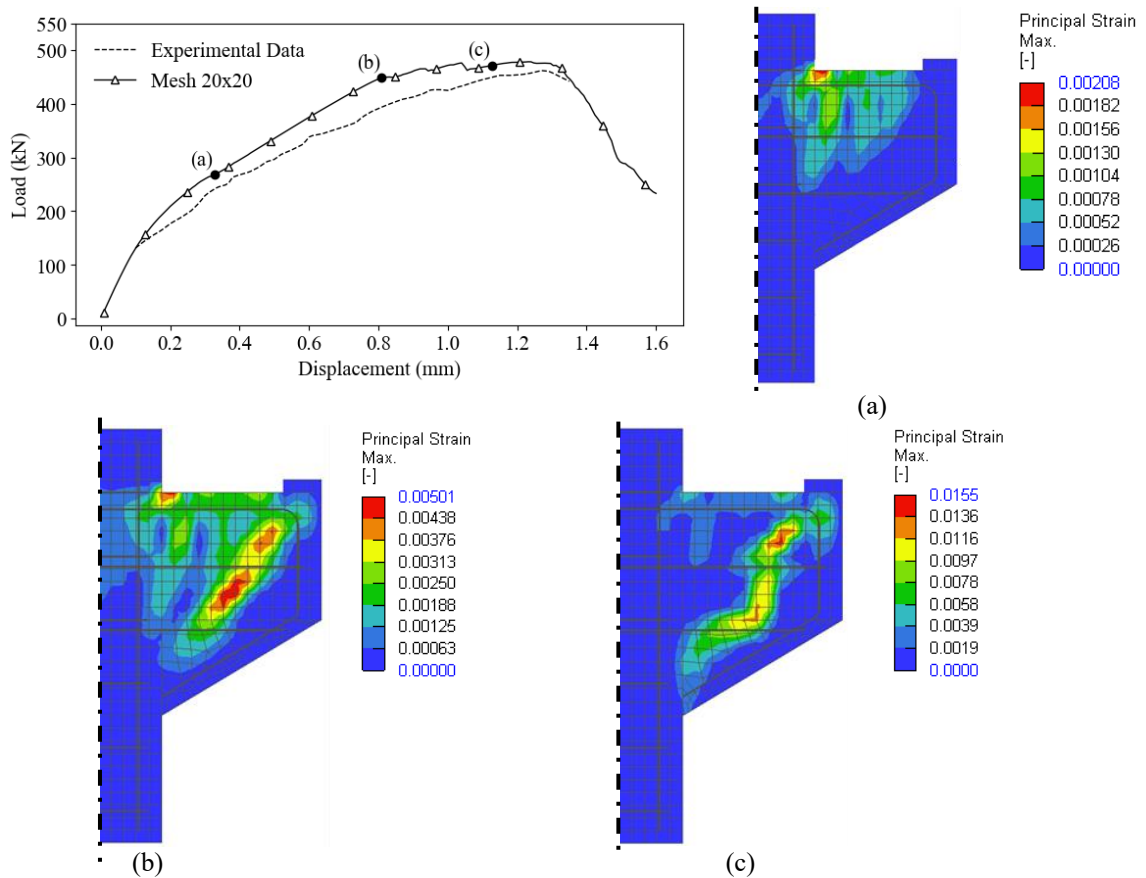 550
500
400
300
200
100
0
Load (kN)
Experimental Data
Mesh 20x20
(a)
(b)
(c)
0.0 0.2 0.4 0.6 0.8 1.0 1.2 1.4 1.6
Displacement (mm)
Principal Strain
Max.
[-]
0.00208
0.00182
0.00156
0.00130
0.00104
0.00078
0.00052
0.00026
0.00000
(a)
Principal Strain
Max.
[-]
0.00501
0.00438
0.00376
0.00313
0.00250
0.00188
0.00125
0.00063
0.00000
(b)
Principal Strain
Max.
[-]
0.0155
0.0136
0.0116
0.0097
0.0078
0.0058
0.0039
0.0019
0.0000
(c)